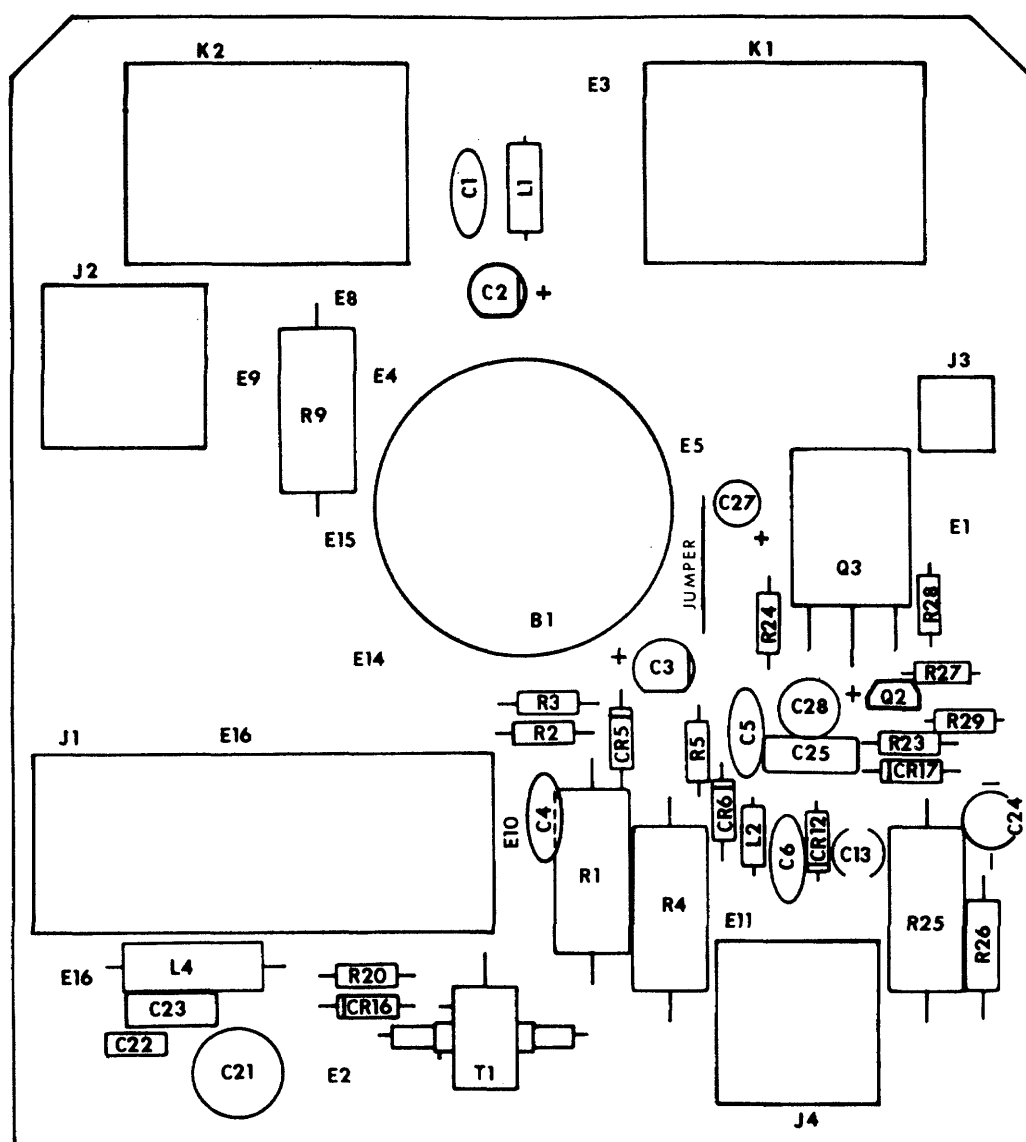 K2
K1
E3
C1
L1
J2
E8
C2 +
E9
E4
J3
R9
E5
C27
E1
E15
+
JUMPER
Q3
R28
R24
B1
E14
+
C3
R27
R3
C28
+
Q2
J1
E16
R2
CR5
R5
C5
R29
R23
C25
CR17
C4
E10
CR6
L2
C6
CR12
C13
C24
R1
R4
E11
R25
R26
E16
L4
R20
C23
CR16
C22
C21
E2
T1
J4